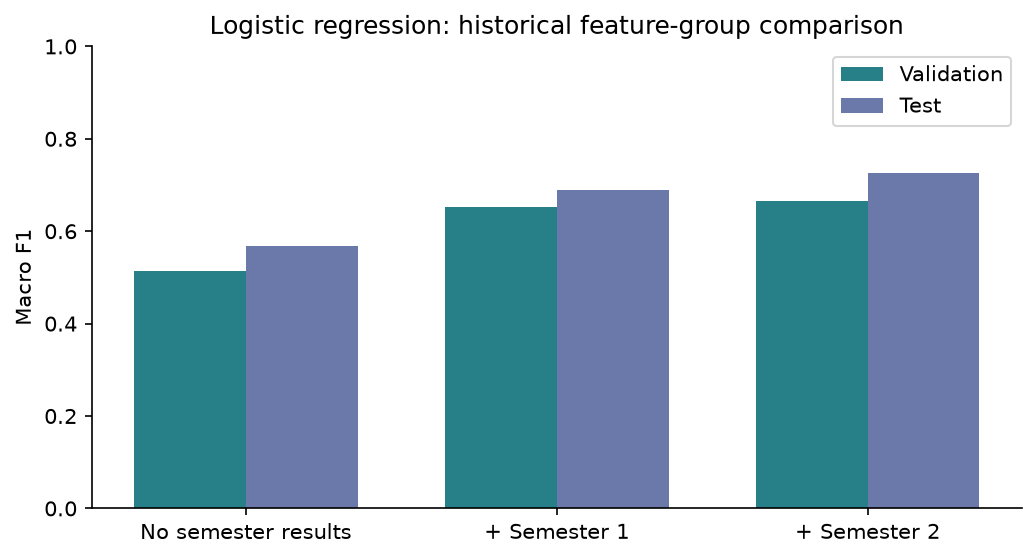 Logistic regression: historical feature-group comparison
1.0
0.8
0.6
0.4
0.2
0.0
Macro F1
Validation
Test
No semester results
+ Semester 1
+ Semester 2